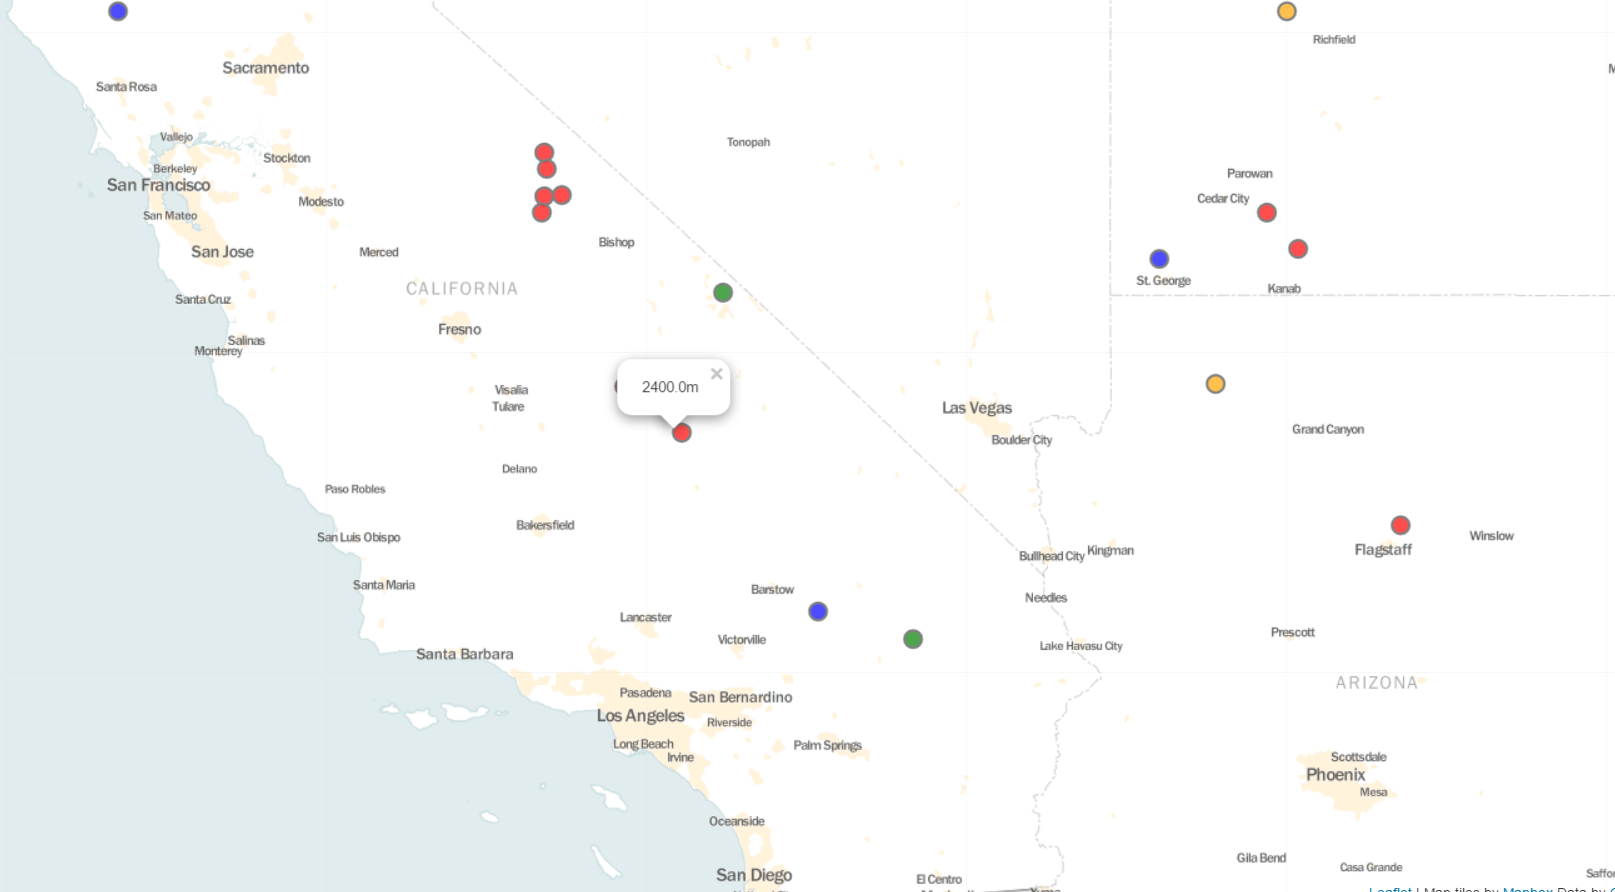 Richfield
Sacramento
M
Santa Rosa
Vallejo
Tonopah
Stockton
Berkeley
Parowan
San Francisco
Cedar City
Modesto
San Mateo
Bishop
San Jose
Merced
St. George
CALIFORNIA
Kanab
Santa Cruz
Fresno
Salinas
Monterey
2400.0m
×
Visalia
Tulare
Las Vegas
Grand Canyon
Boulder City
Delano
Paso Robles
Bakersfield
San Luis Obispo
Winslow
Flagstaff
Kingman
Bullhead City
Santa Maria
Barstow
Needles
Lancaster
Prescott
Victorville
Lake Havasu City
Santa Barbara
ARIZONA
Pasadena
San Bernardino
Los Angeles
Riverside
Long Beach
Palm Springs
Irvine
Scottsdale
Phoenix
Mesa
Oceanside
Gila Bend
Casa Grande
San Diego
El Centro
Saffo
Leaflet | Map tiles by Mapbox Data by